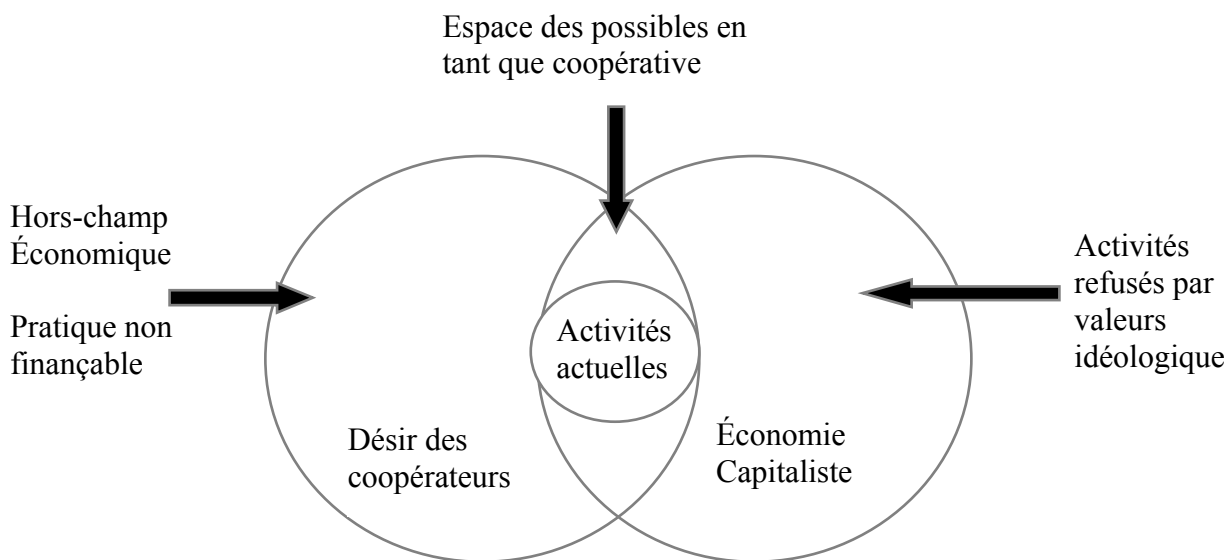 Espace des possibles en
tant que coopérative
Hors-champ
Économique
Pratique non
finançable
Activités
refusés par
valeurs
idéologique
Activités
actuelles
Désir des
coopérateurs
Économie
Capitaliste